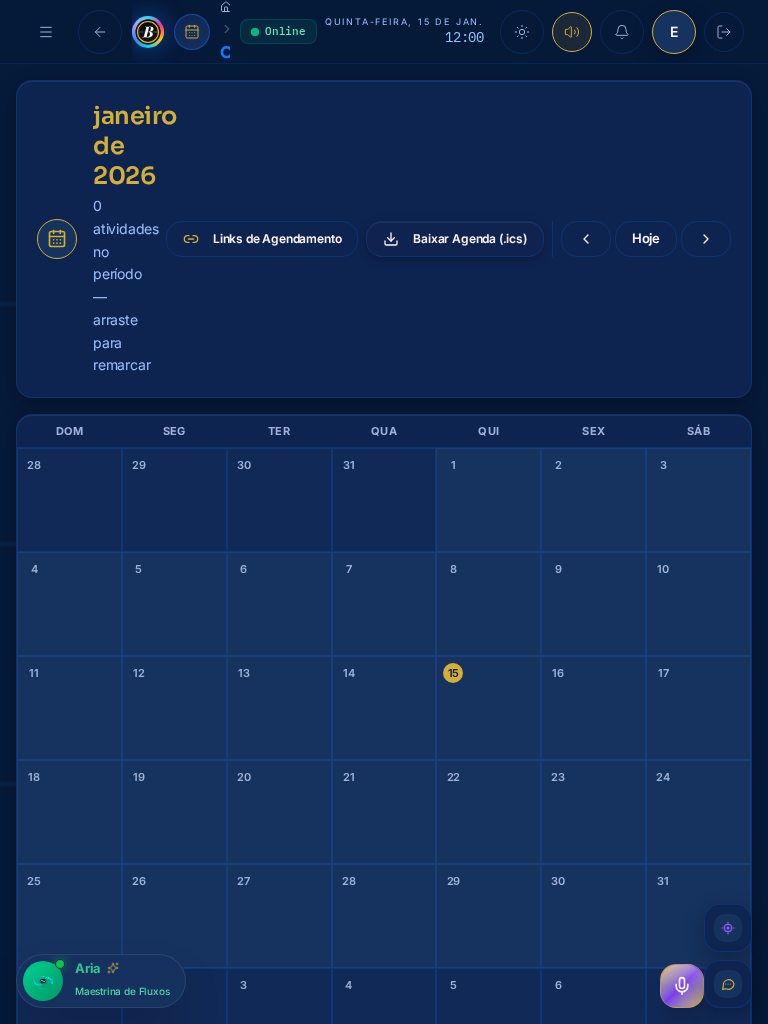 B
Online
QUINTA-FEIRA, 15 DE JAN.
12:00
E
janeiro
de
2026
0
atividades
no
período
—
arraste
para
remarcar
Links de Agendamento
Baixar Agenda (.ics)
Hoje
DOM SEG TER QUA QUI SEX SÁB
28 29 30 31 1 2 3
4 5 6 7 8 9 10
11 12 13 14 15 16 17
18 19 20 21 22 23 24
25 26 27 28 29 30 31
3 4 5 6
Aria
Maestrina de Fluxos